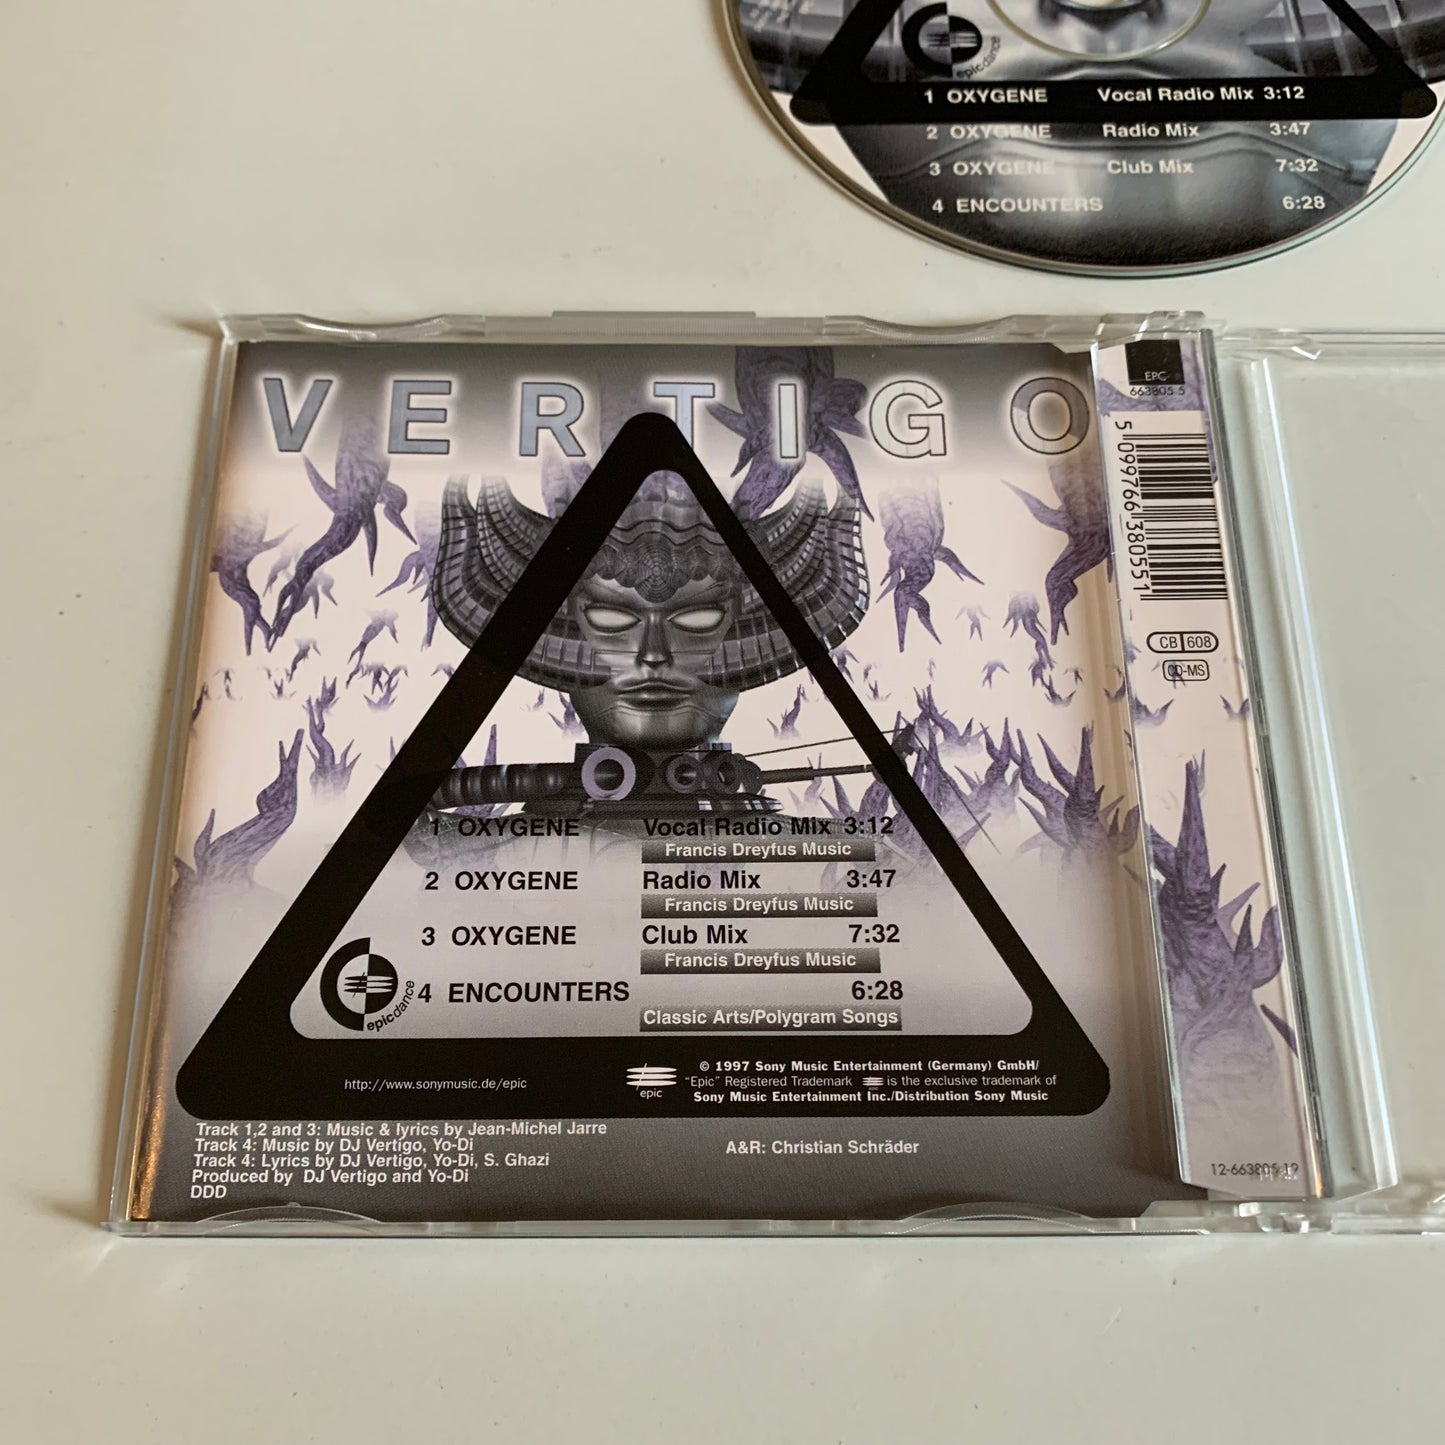 epicdance
1 OXYGENE Vocal Radio Mix 3:12
2 OXYGENE Radio Mix 3:47
3 OXYGENE Club Mix 7:32
4 ENCOUNTERS 6:28
VERTIGO
1 OXYGENE Vocal Radio Mix 3:12
Francis Dreyfus Music
2 OXYGENE Radio Mix 3:47
Francis Dreyfus Music
3 OXYGENE Club Mix 7:32
Francis Dreyfus Music
epicdance
4 ENCOUNTERS 6:28
Classic Arts/Polygram Songs
http://www.sonymusic.de/epic
epic
© 1997 Sony Music Entertainment (Germany) GmbH/
"Epic" Registered Trademark epic is the exclusive trademark of
Sony Music Entertainment Inc./Distribution Sony Music
Track 1,2 and 3: Music & lyrics by Jean-Michel Jarre
Track 4: Music by DJ Vertigo, Yo-Di
Track 4: Lyrics by DJ Vertigo, Yo-Di, S. Ghazi
Produced by DJ Vertigo and Yo-Di
DDD
A&R: Christian Schräder
EPC
663805 5
5 099766 380551
CB 608
CD-MS
12-663805-19